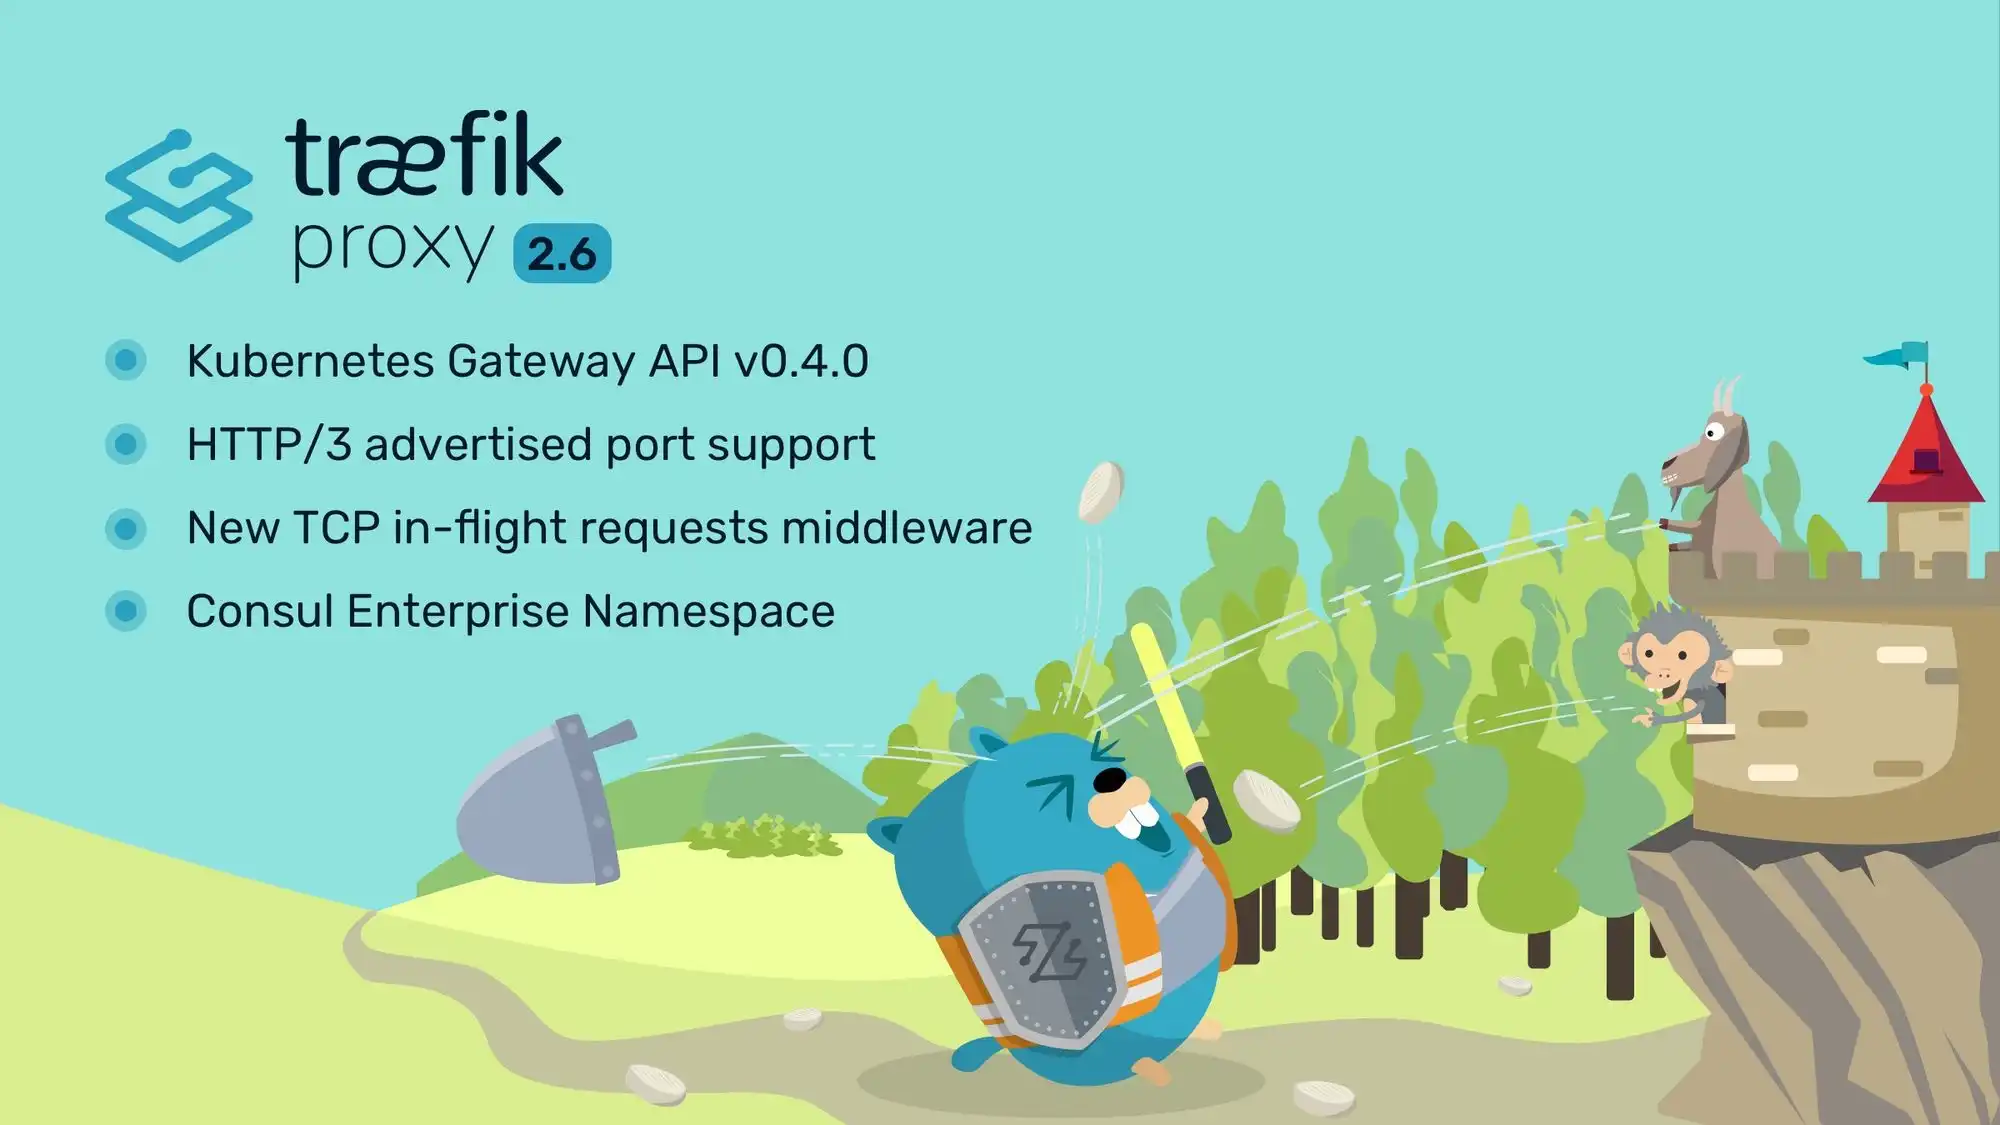 træfik
proxy 2.6
Kubernetes Gateway API v0.4.0
HTTP/3 advertised port support
New TCP in-flight requests middleware
Consul Enterprise Namespace